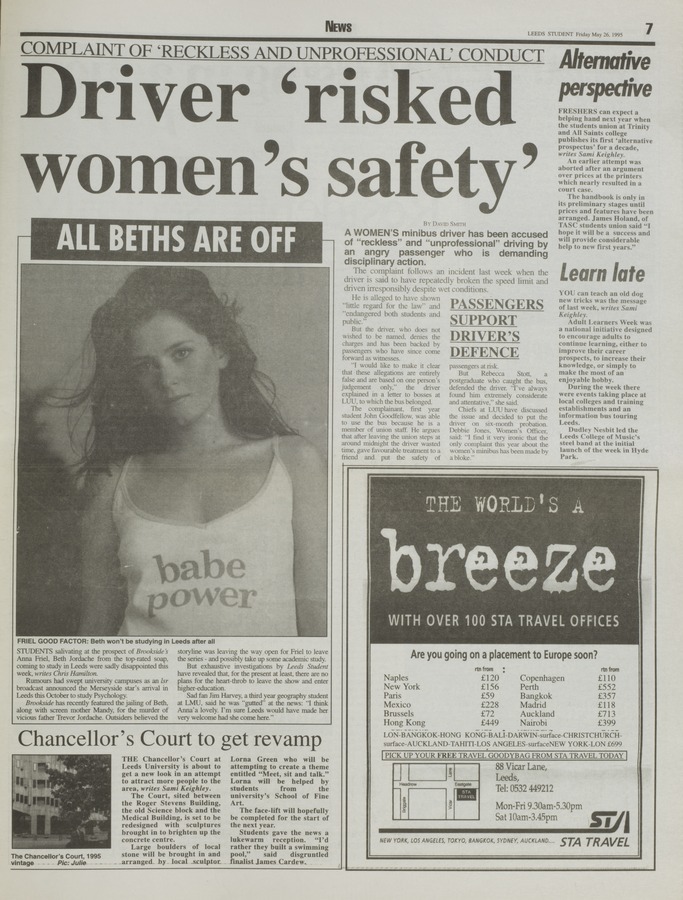 News
LEEDS STUDENT Friday May 26, 1995
7
COMPLAINT OF 'RECKLESS AND UNPROFESSIONAL' CONDUCT
Driver 'risked
women's safety'
BY DAVID SMITH
A WOMEN'S minibus driver has been accused
of "reckless" and "unprofessional" driving by
an angry passenger who is demanding
disciplinary action.
The complaint follows an incident last week when the
driver is said to have repeatedly broken the speed limit and
driven irresponsibly despite wet conditions.
He is alleged to have shown
"little regard for the law" and
"endangered both students and
public."
But the driver, who does not
wished to be named, denies the
charges and has been backed by
passengers who have since come
forward as witnesses.
"I would like to make it clear
that these allegations are entirely
false and are based on one person's
judgement only," the driver
explained in a letter to bosses at
LUU, to which the bus belonged.
The complainant, first year
student John Goodfellow, was able
to use the bus because he is a
member of union staff. He argues
that after leaving the union steps at
around midnight the driver wanted
time, gave favourable treatment to a
friend and put the safety of
PASSENGERS
SUPPORT
DRIVER'S
DEFENCE
passengers at risk.
But Rebecca Stott, a
postgraduate who caught the bus,
defended the driver. "I've always
found him extremely considerate
and attentive," she said.
Chiefs at LUU have discussed
the issue and decided to put the
driver on six-month probation.
Debbie Jones, Women's Officer,
said: "I find it very ironic that the
only complaint this year about the
women's minibus has been made by
a bloke."
Alternative
perspective
FRESHERS can expect a
helping hand next year when
the students union at Trinity
and All Saints college
publishes its first 'alternative
prospectus' for a decade,
writes Sami Keighley.
An earlier attempt was
aborted after an argument
over prices at the printers
which nearly resulted in a
court case.
The handbook is only in
its preliminary stages until
prices and features have been
arranged. James Holand, of
TASC students union said "I
hope it will be a success and
will provide considerable
help to new first years."
Learn late
YOU can teach an old dog
new tricks was the message
of last week, writes Sami
Keighley.
Adult Learners Week was
a national initiative designed
to encourage adults to
continue learning, either to
improve their career
prospects, to increase their
knowledge, or simply to
make the most of an
enjoyable hobby.
During the week there
were events taking place at
local colleges and training
establishments and an
information bus touring
Leeds.
Dudley Nesbit led the
Leeds College of Music's
steel band at the initial
launch of the week in Hyde
Park.
ALL BETHS ARE OFF
babe
power
FRIEL GOOD FACTOR: Beth won't be studying in Leeds after all
STUDENTS salivating at the prospect of Brookside's
Anna Friel, Beth Jordache from the top-rated soap,
coming to study in Leeds were sadly disappointed this
week, writes Chris Hamilton.
Rumours had swept university campuses as an lsr
broadcast announced the Merseyside star's arrival in
Leeds this October to study Psychology.
Brookside has recently featured the jailing of Beth,
along with screen mother Mandy, for the murder of
vicious father Trevor Jordache. Outsiders believed the
storyline was leaving the way open for Friel to leave
the series - and possibly take up some academic study.
But exhaustive investigations by Leeds Student
have revealed that, for the present at least, there are no
plans for the heart-throb to leave the show and enter
higher-education.
Sad fan Jim Harvey, a third year geography student
at LMU, said he was "gutted" at the news: "I think
Anna's lovely. I'm sure Leeds would have made her
very welcome had she come here."
Chancellor's Court to get revamp
The Chancellor's Court, 1995
vintage Pic: Julie
THE Chancellor's Court at
Leeds University is about to
get a new look in an attempt
to attract more people to the
area, writes Sami Keighley.
The Court, sited between
the Roger Stevens Building,
the old Science block and the
Medical Building, is set to be
redesigned with sculptures
brought in to brighten up the
concrete centre.
Large boulders of local
stone will be brought in and
arranged by local sculptor
Lorna Green who will be
attempting to create a theme
entitled "Meet, sit and talk."
Lorna will be helped by
students from the
university's School of Fine
Art.
The face-lift will hopefully
be completed for the start of
the next year.
Students gave the news a
lukewarm response. "I'd
rather they built a swimming
pool," said disgruntled
finalist James Cardew.
THE WORLD'S A
breeze
WITH OVER 100 STA TRAVEL OFFICES
Are you going on a placement to Europe soon?
rtn from rtn from
Naples £120 Copenhagen £110
New York £156 Perth £552
Paris £59 Bangkok £357
Mexico £228 Madrid £118
Brussels £72 Auckland £713
Hong Kong £449 Nairobi £399
LON-BANGKOK-HONG KONG-BALI-DARWIN-surface-CHRISTCHURCH-
surface-AUCKLAND-TAHITI-LOS ANGELES-surfaceNEW YORK-LON £699
PICK UP YOUR FREE TRAVEL GOODYBAG FROM STA TRAVEL TODAY
Headrow
Eastgate
Briggate
Vicar
Lane
STA
TRAVEL
88 Vicar Lane,
Leeds,
Tel: 0532 449212
Mon-Fri 9.30am-5.30pm
Sat 10am-3.45pm
STA
STA TRAVEL
NEW YORK, LOS ANGELES, TOKYO, BANGKOK, SYDNEY, AUCKLAND....